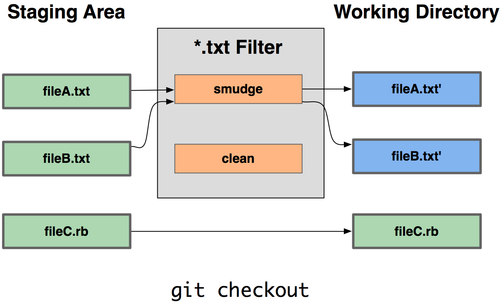 Staging Area
Working Directory
*.txt Filter
fileA.txt
smudge
fileA.txt'
fileB.txt
clean
fileB.txt'
fileC.rb
fileC.rb
git checkout